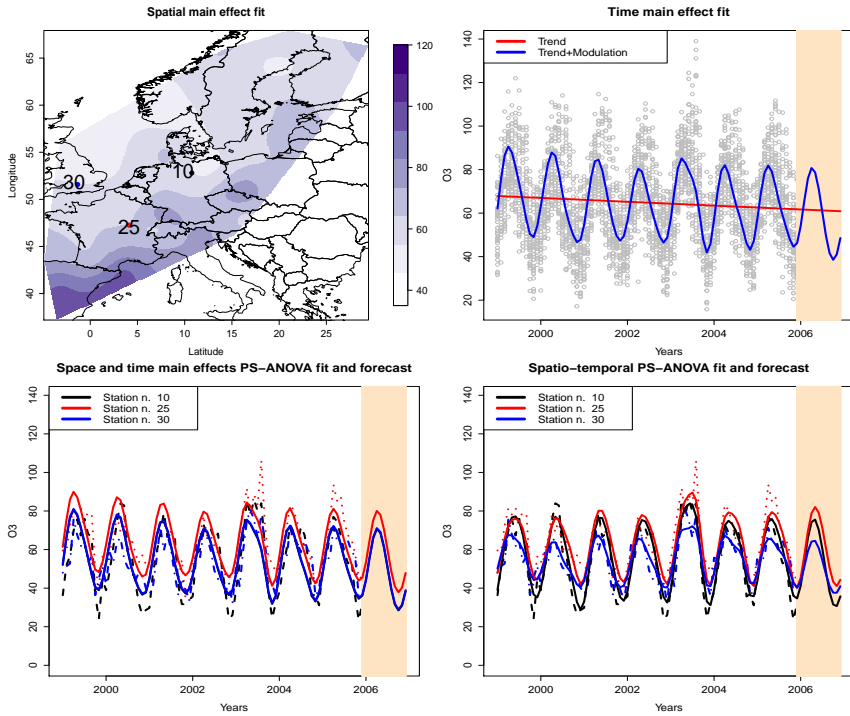 Spatial main effect fit
65
60
55
50
45
40
Longitude
0
5
10
15
20
25
Latitude
30
10
25
120
100
80
60
40
Time main effect fit
Trend
Trend+Modulation
140
120
100
80
60
40
20
O3
2000
2002
2004
2006
Years
Space and time main effects PS−ANOVA fit and forecast
Station n. 10
Station n. 25
Station n. 30
140
120
100
80
60
40
20
0
O3
2000
2002
2004
2006
Years
Spatio−temporal PS−ANOVA fit and forecast
Station n. 10
Station n. 25
Station n. 30
140
120
100
80
60
40
20
0
O3
2000
2002
2004
2006
Years